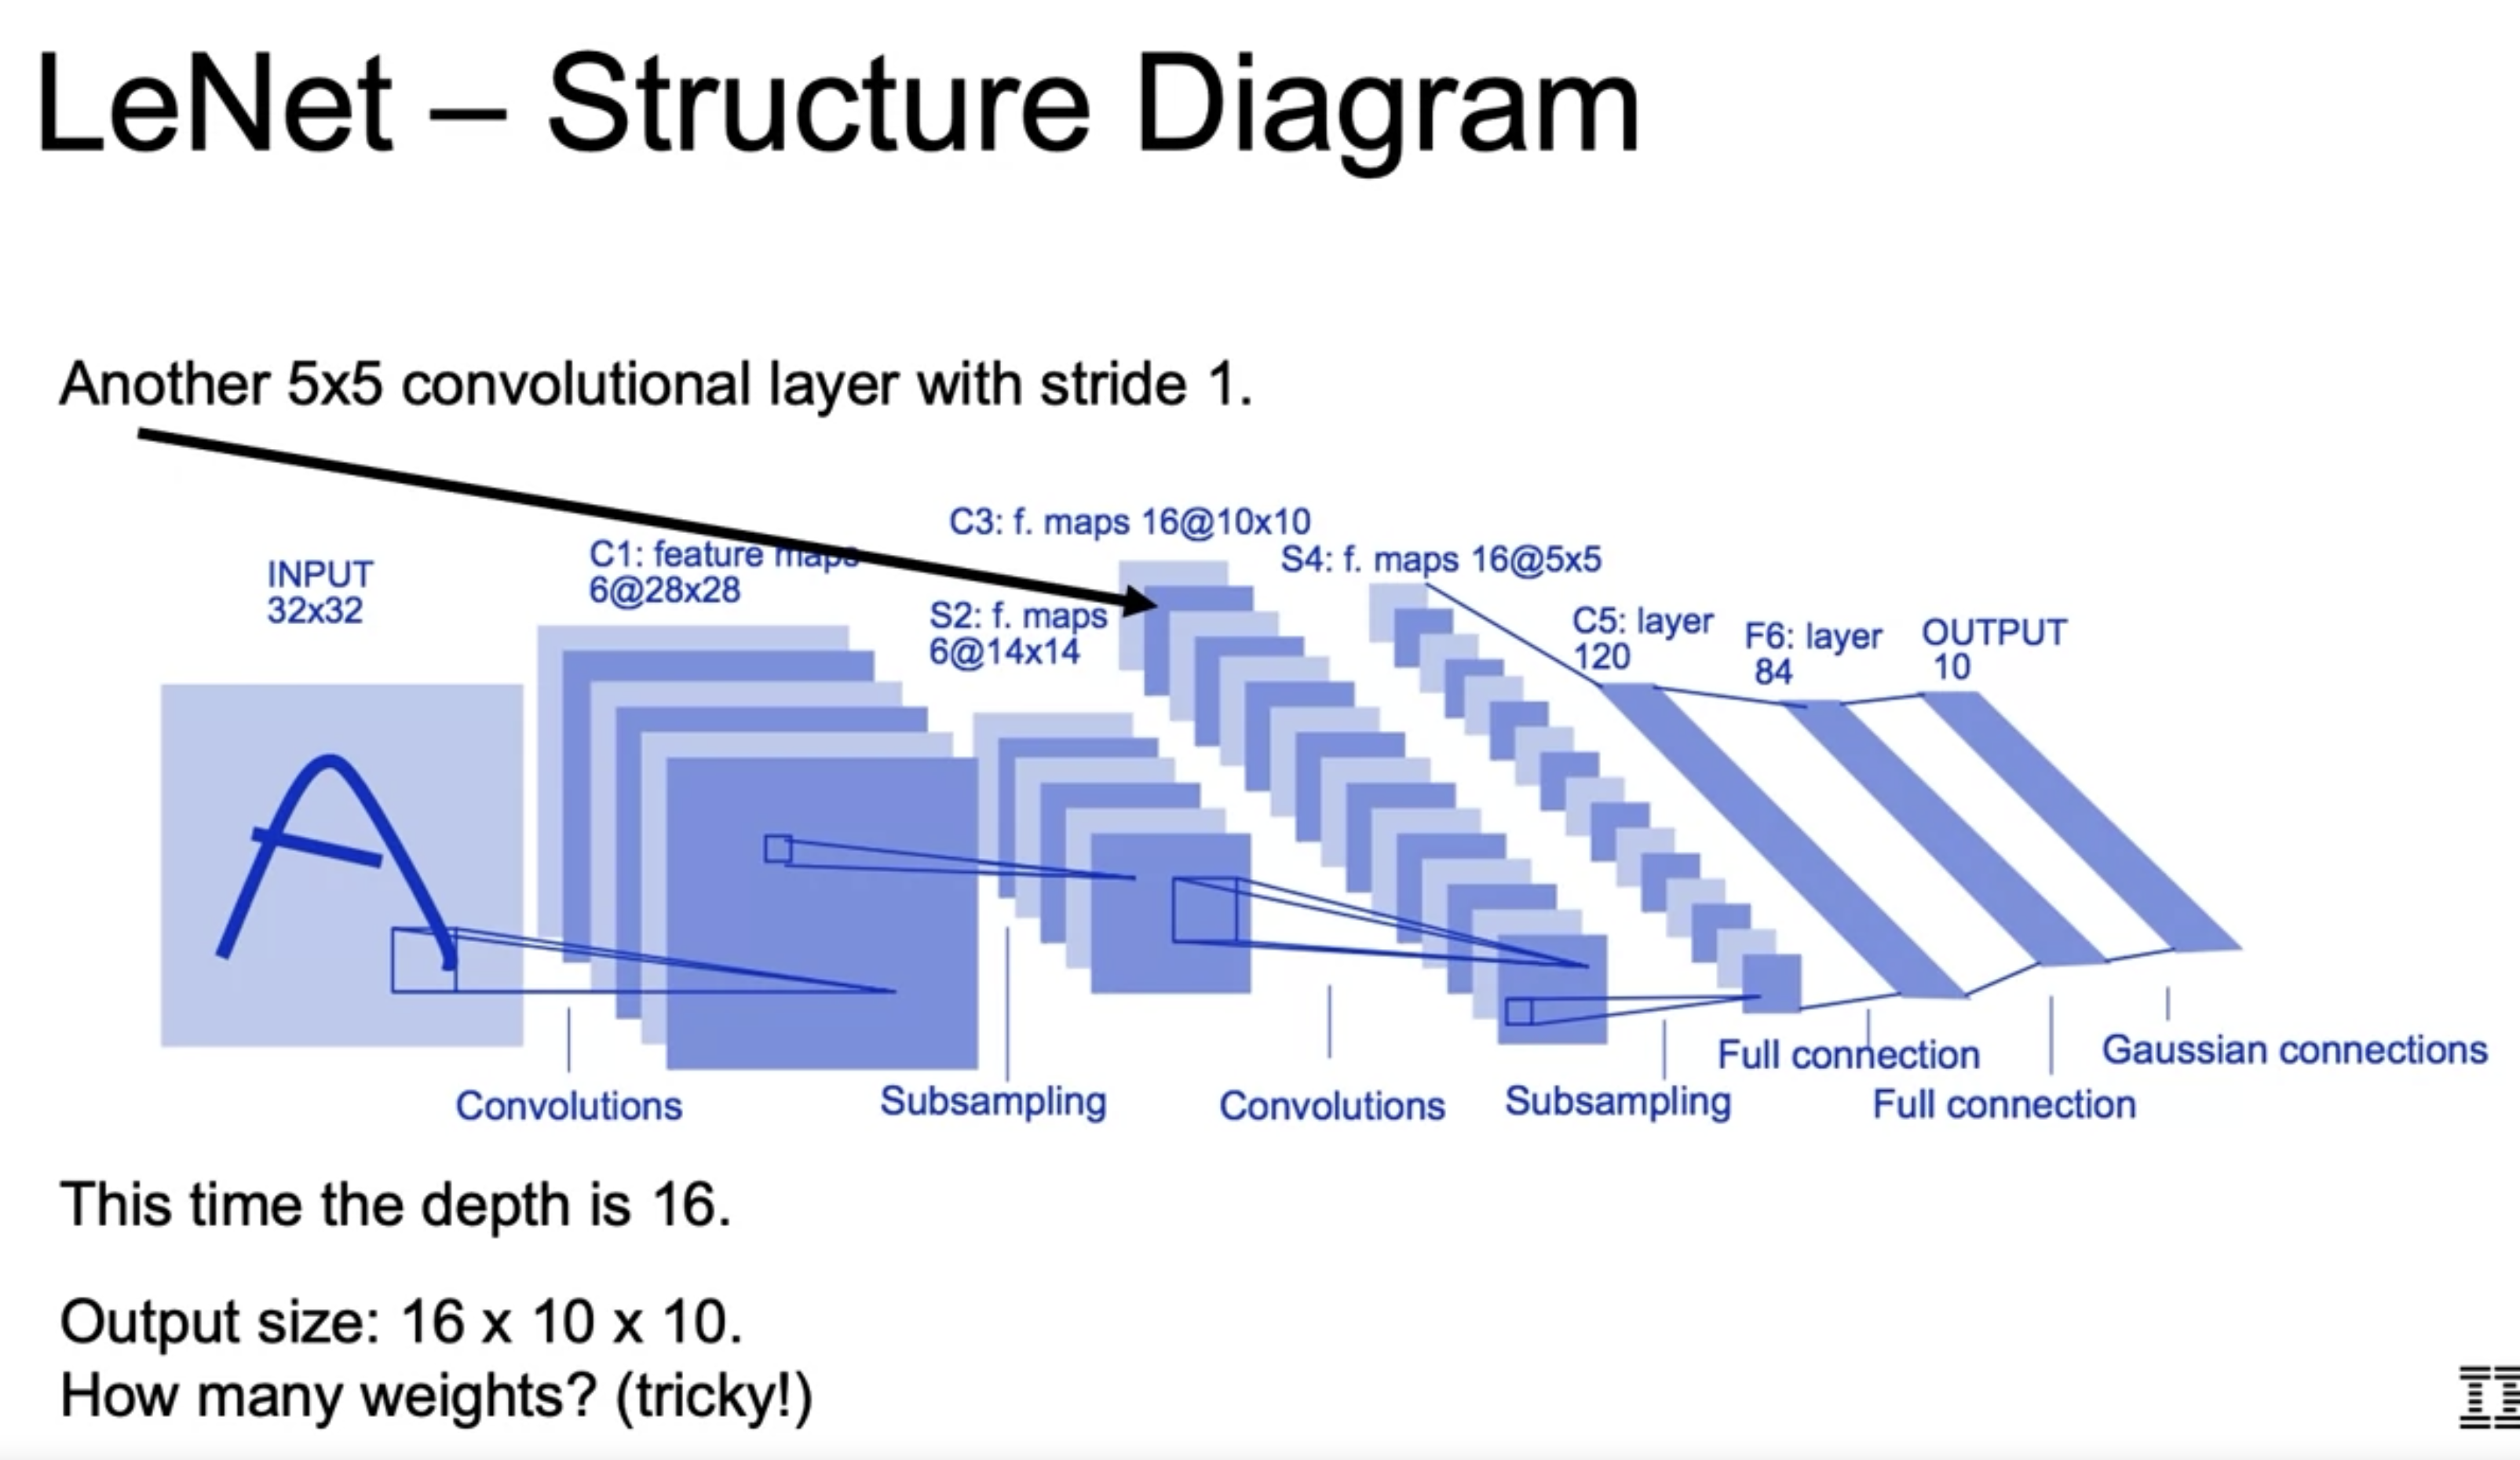 LeNet – Structure Diagram
Another 5x5 convolutional layer with stride 1.
INPUT
32x32
C1: feature maps
6@28x28
S2: f. maps
6@14x14
C3: f. maps 16@10x10
S4: f. maps 16@5x5
C5: layer
120
F6: layer
84
OUTPUT
10
Convolutions
Subsampling
Convolutions
Subsampling
Full connection
Full connection
Gaussian connections
This time the depth is 16.
Output size: 16 x 10 x 10.
How many weights? (tricky!)